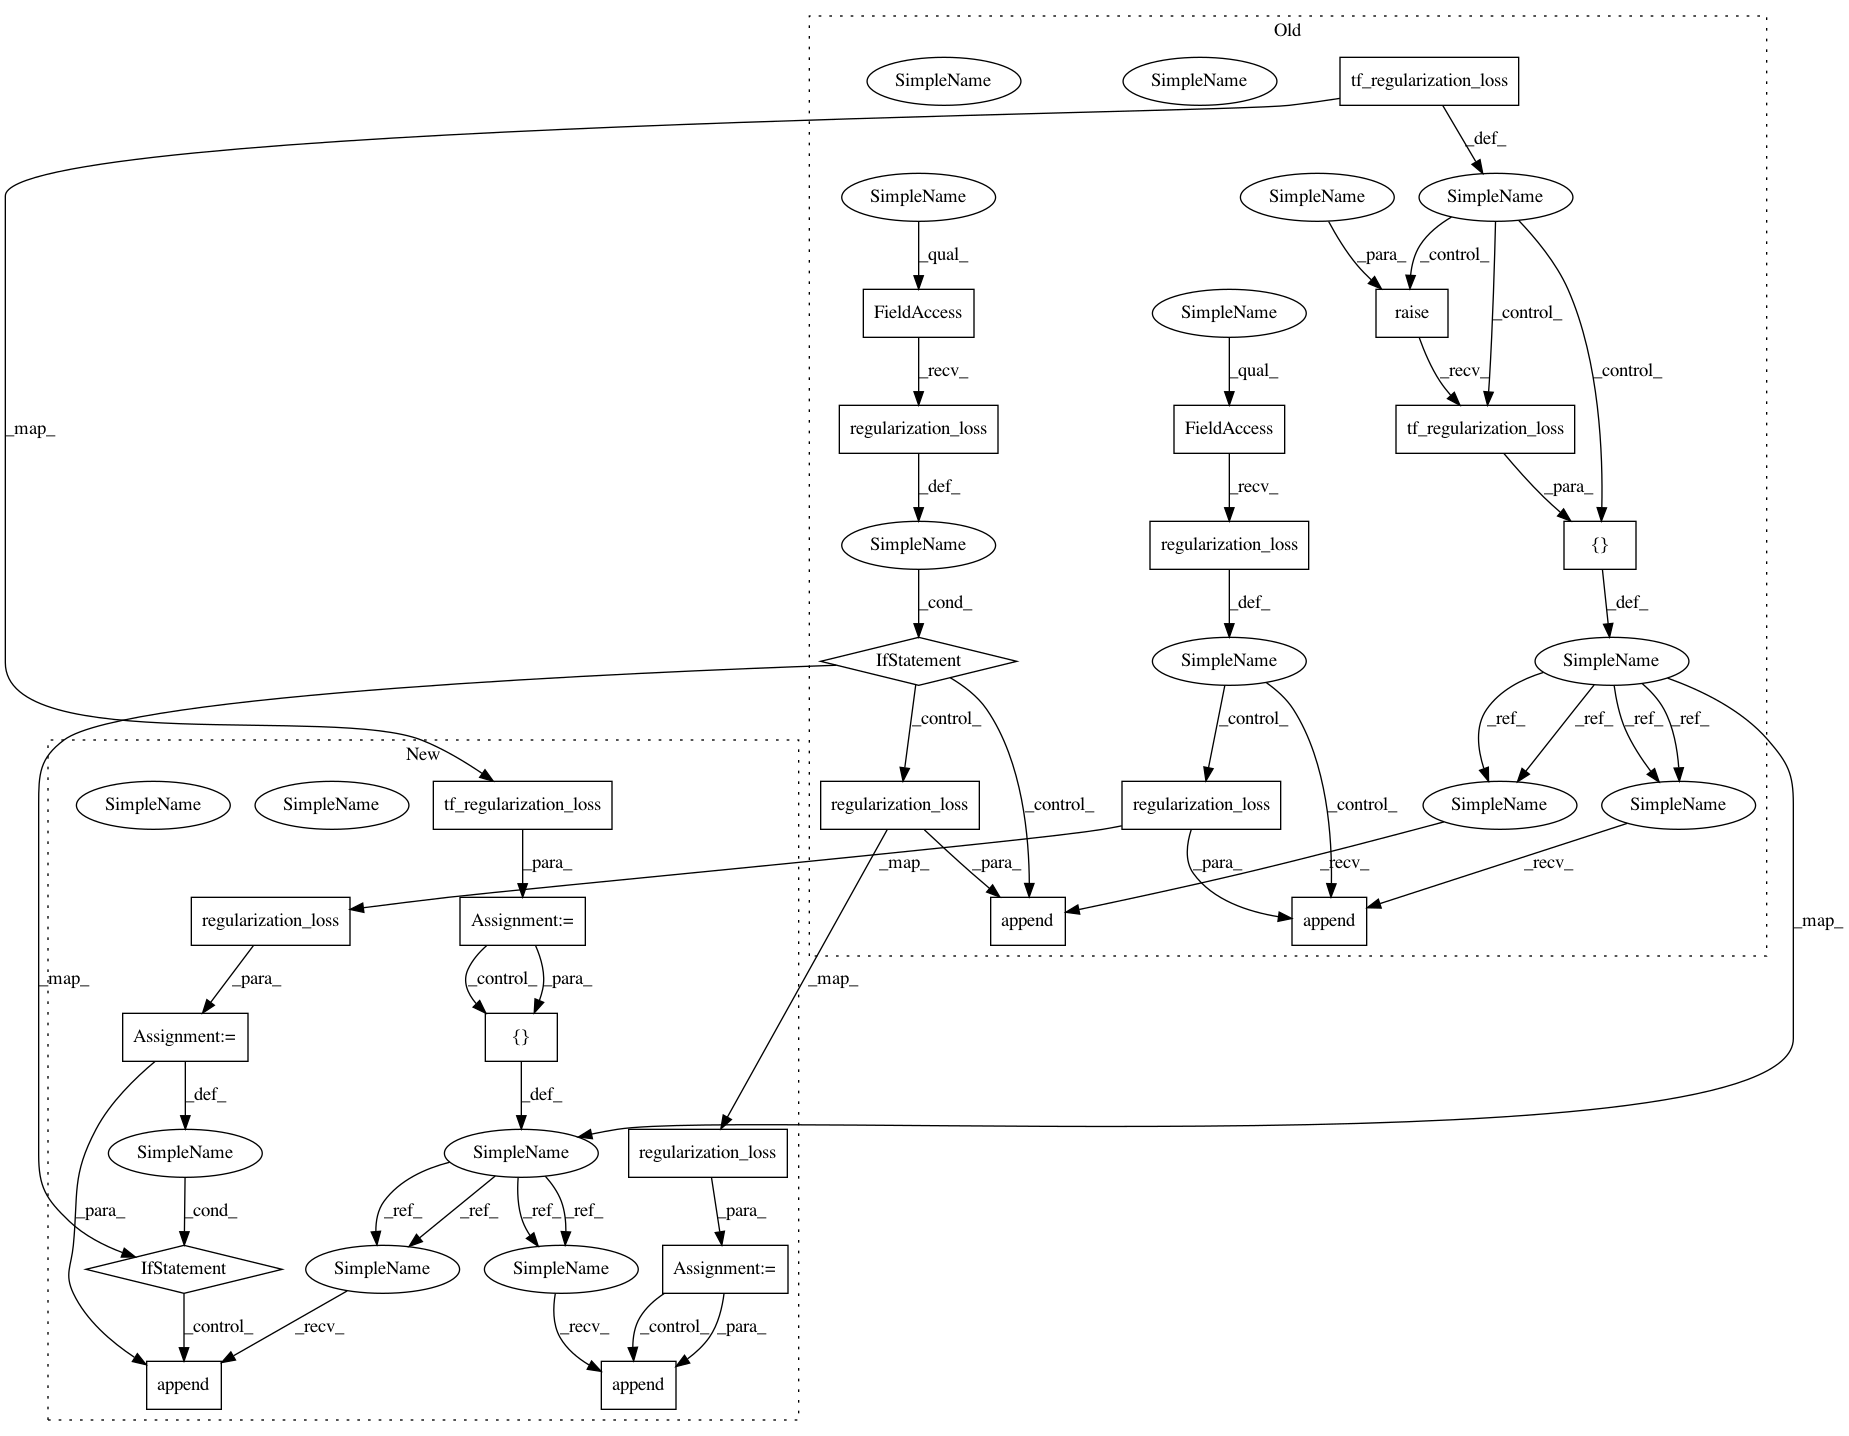 Old
SimpleName
SimpleName
tf_regularization_loss
_def_
SimpleName
SimpleName
SimpleName
_qual_
_para_
_control_
FieldAccess
SimpleName
raise
_control_
_recv_
_qual_
_recv_
_control_
regularization_loss
FieldAccess
tf_regularization_loss
_map_
_def_
_recv_
_para_
SimpleName
regularization_loss
{}
_cond_
_def_
_def_
IfStatement
SimpleName
SimpleName
_control_
_control_
_ref_
_ref_
_ref_
_ref_
New
SimpleName
SimpleName
tf_regularization_loss
regularization_loss
_control_
regularization_loss
_control_
SimpleName
SimpleName
_para_
_map_
_para_
_para_
_recv_
_recv_
regularization_loss
Assignment:=
append
append
_map_
_map_
_para_
_control_
_para_
_map_
Assignment:=
{}
_def_
_def_
SimpleName
SimpleName
regularization_loss
_para_
_cond_
_ref_
_ref_
_ref_
_ref_
_para_
IfStatement
SimpleName
SimpleName
Assignment:=
_control_
_recv_
_recv_
_control_
_para_
append
append